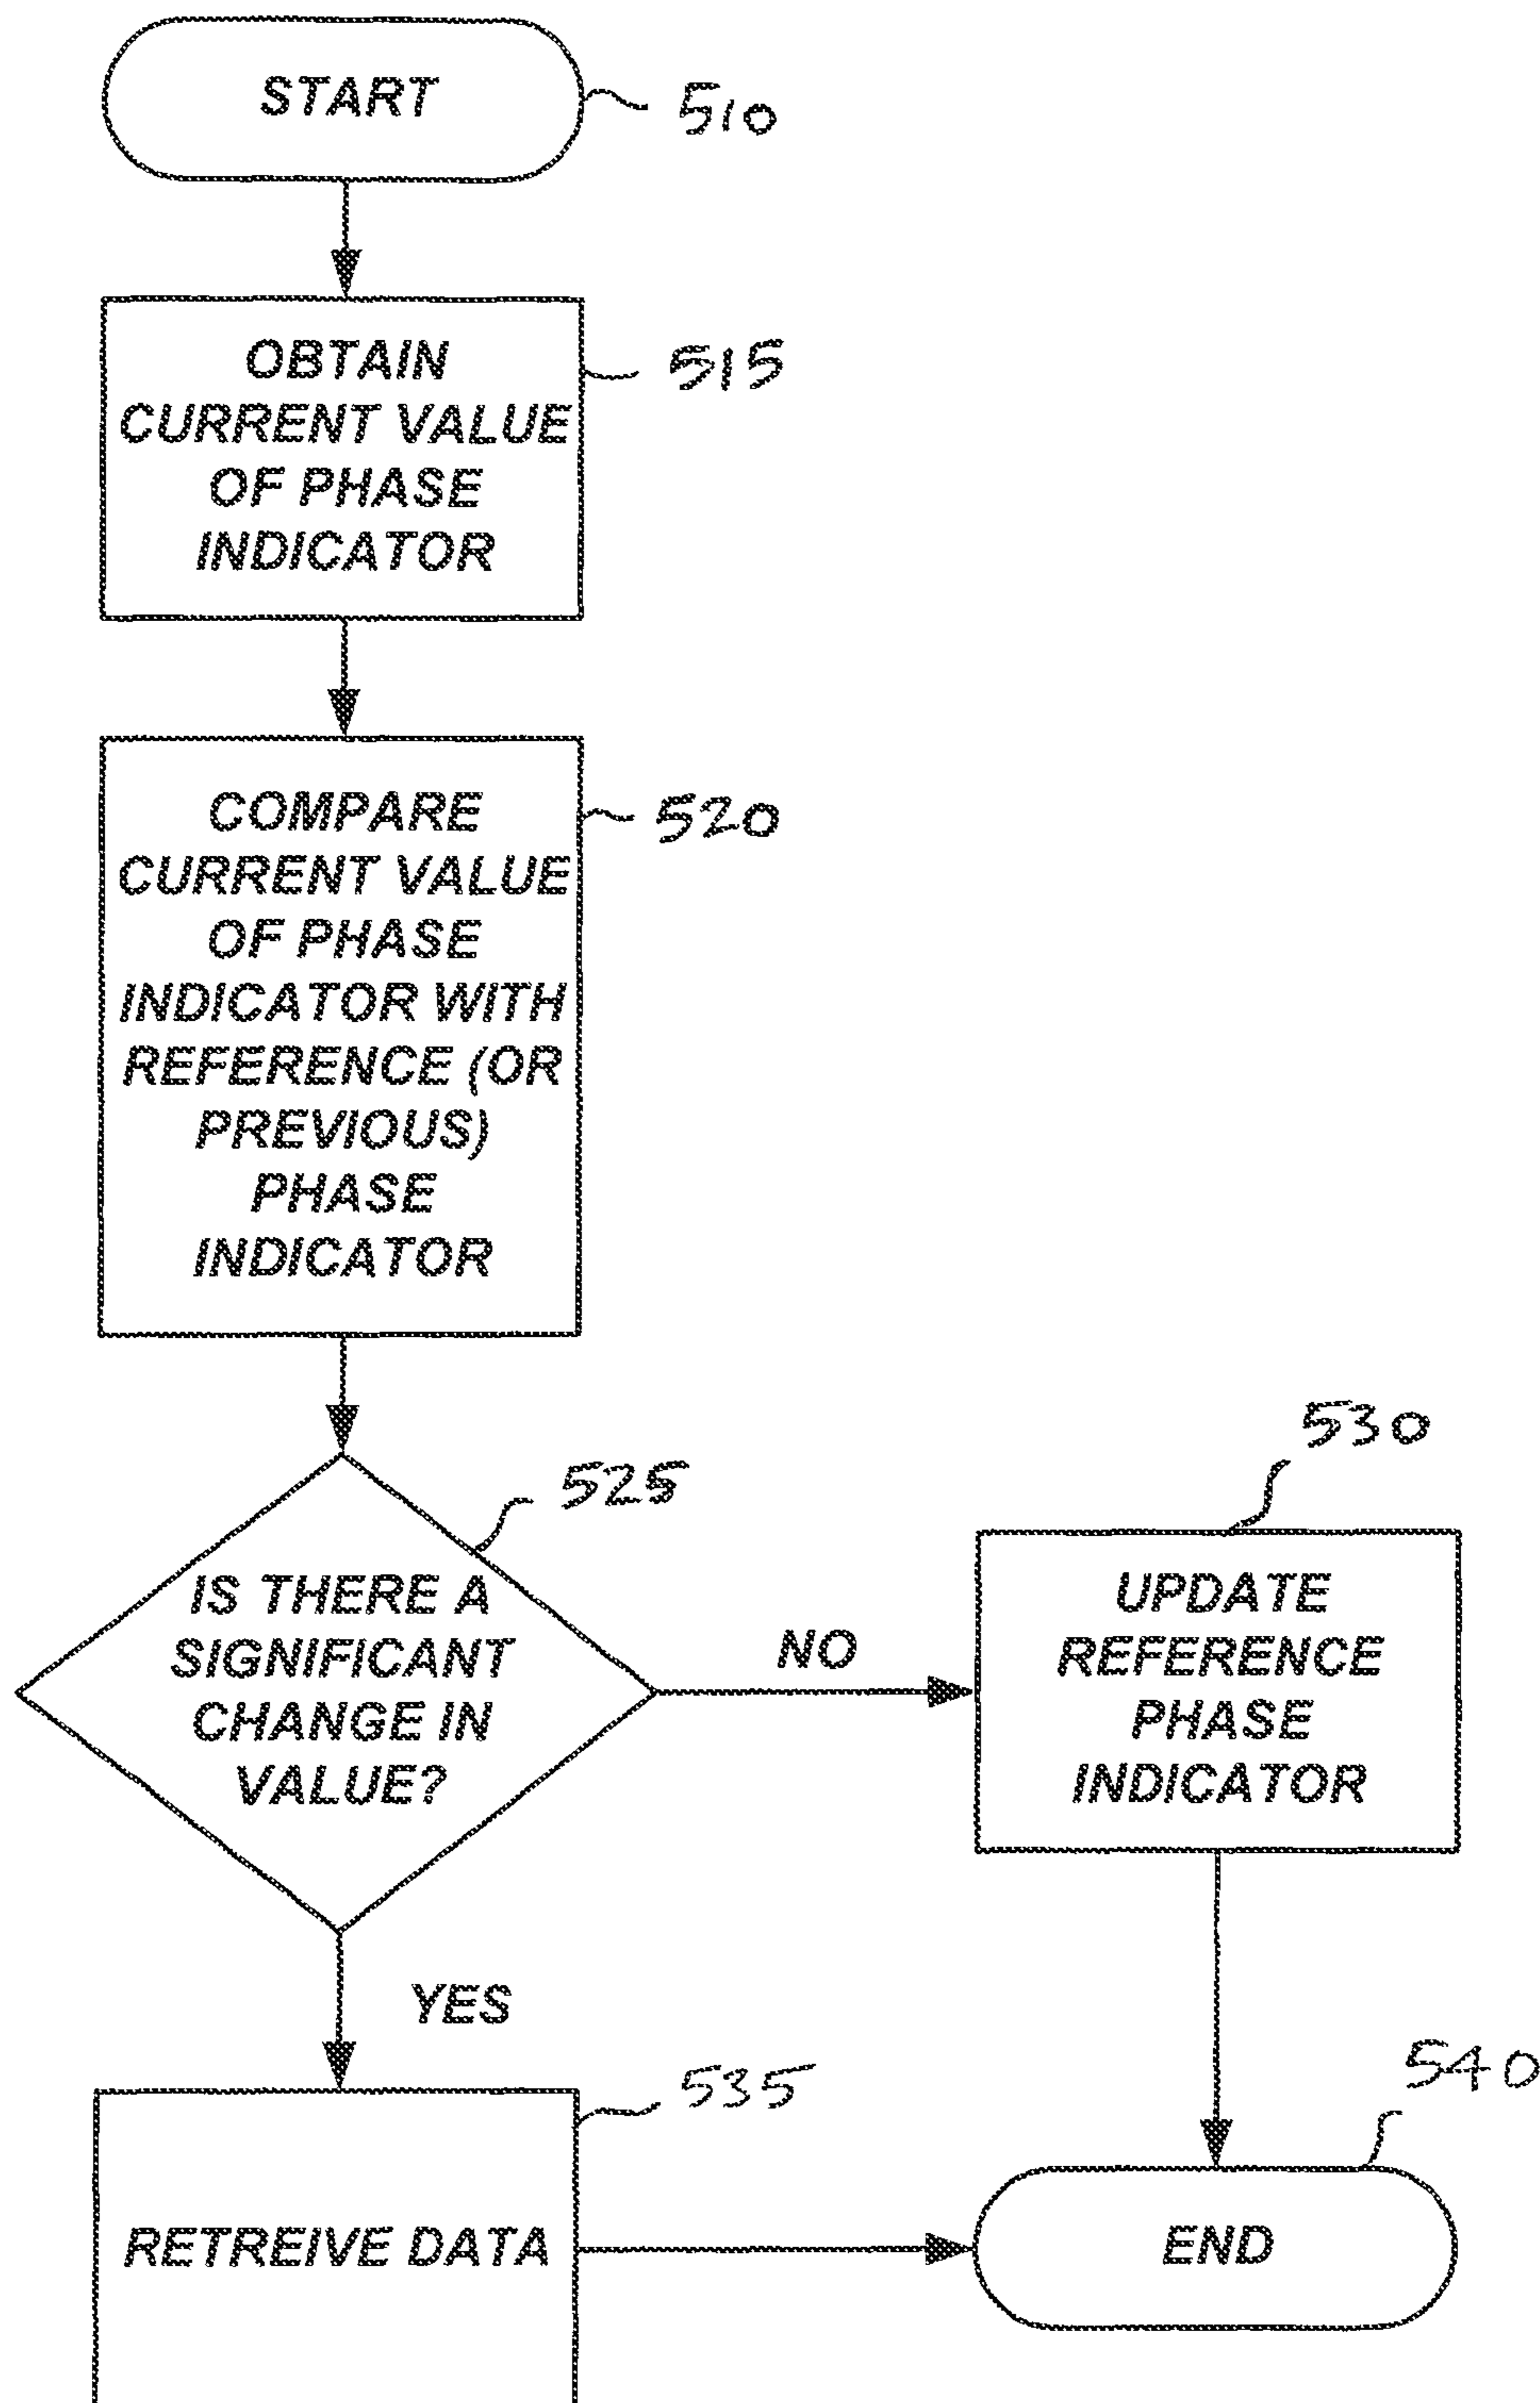 START
510
OBTAIN
CURRENT VALUE
OF PHASE
INDICATOR
515
COMPARE
CURRENT VALUE
OF PHASE
INDICATOR WITH
REFERENCE (OR
PREVIOUS)
PHASE
INDICATOR
520
IS THERE A
SIGNIFICANT
CHANGE IN
VALUE?
525
NO
530
UPDATE
REFERENCE
PHASE
INDICATOR
YES
535
RETREIVE DATA
540
END